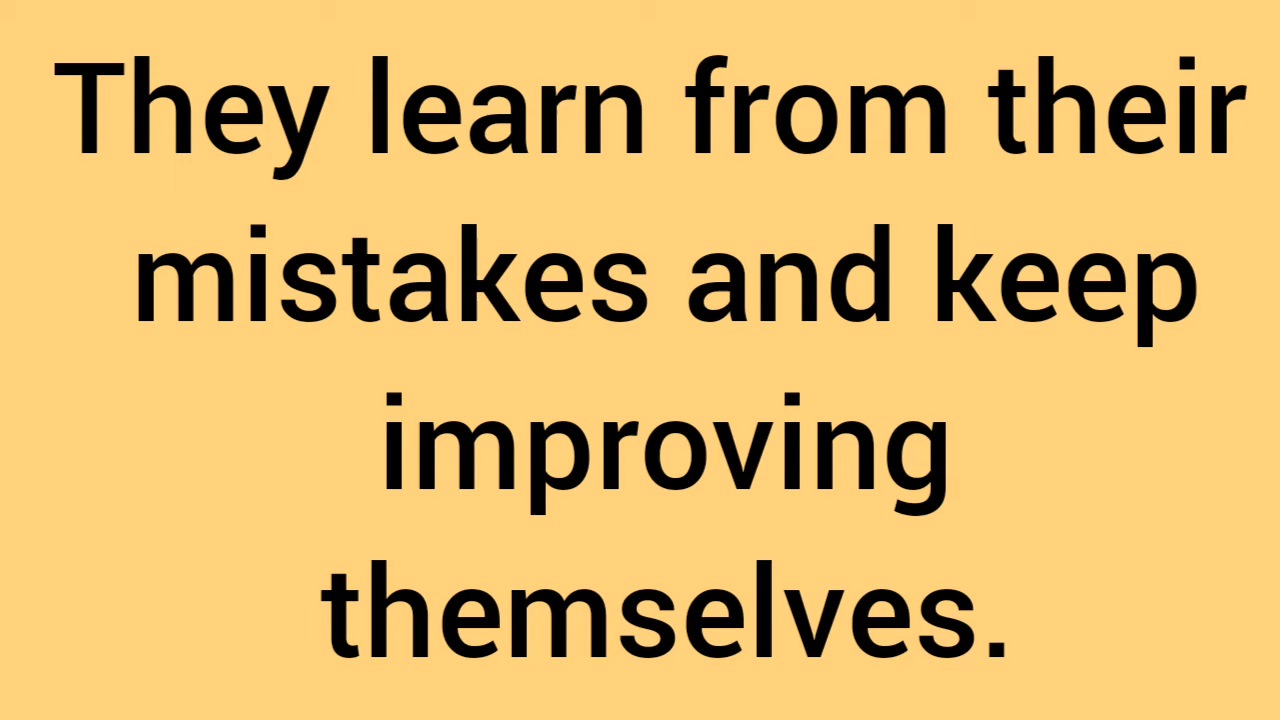 They learn from their
mistakes and keep
improving
themselves.